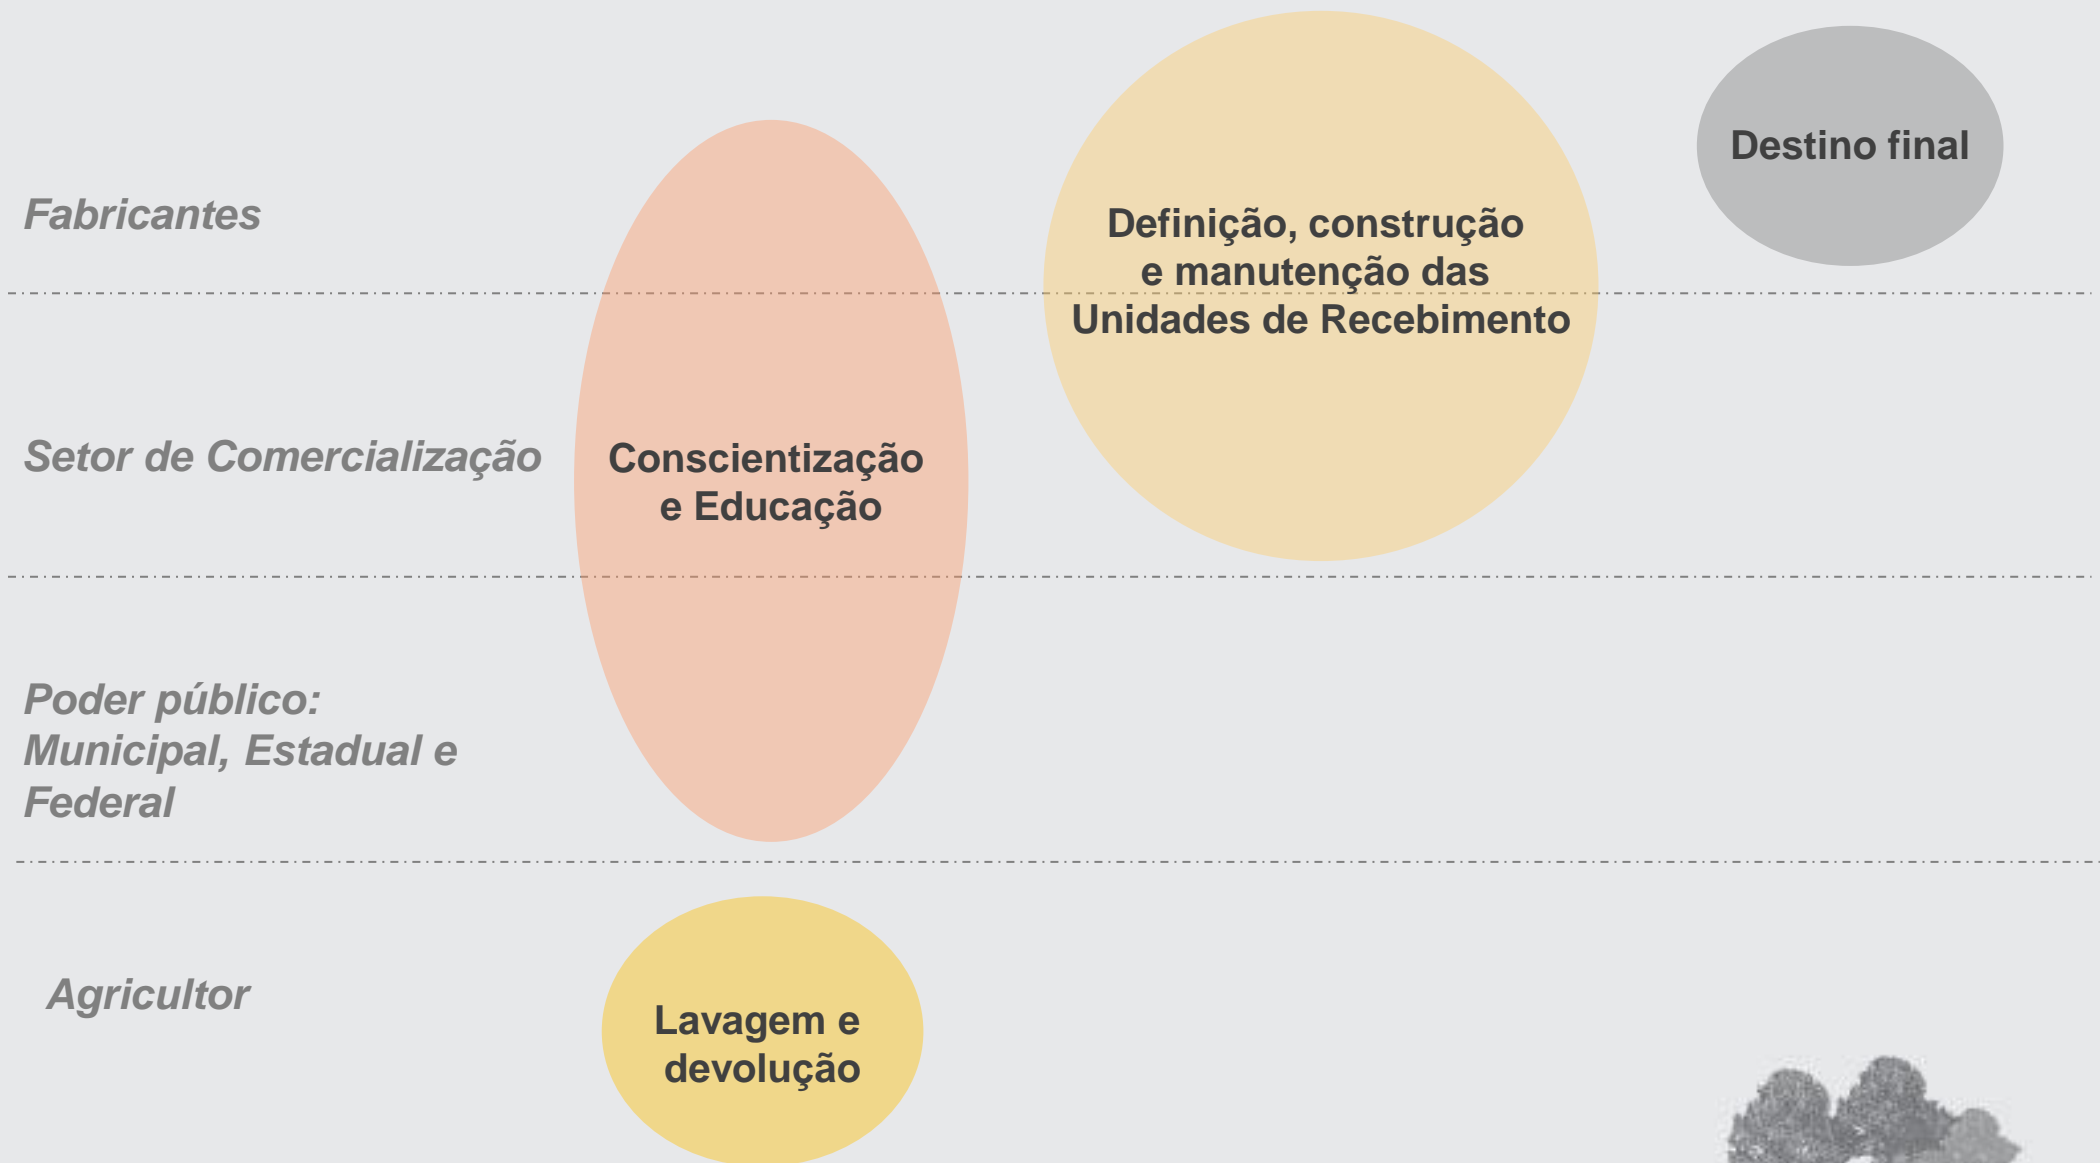 Destino final
Fabricantes
Definição, construção
e manutenção das
Unidades de Recebimento
Setor de Comercialização
Conscientização
e Educação
Poder público:
Municipal, Estadual e
Federal
Agricultor
Lavagem e
devolução